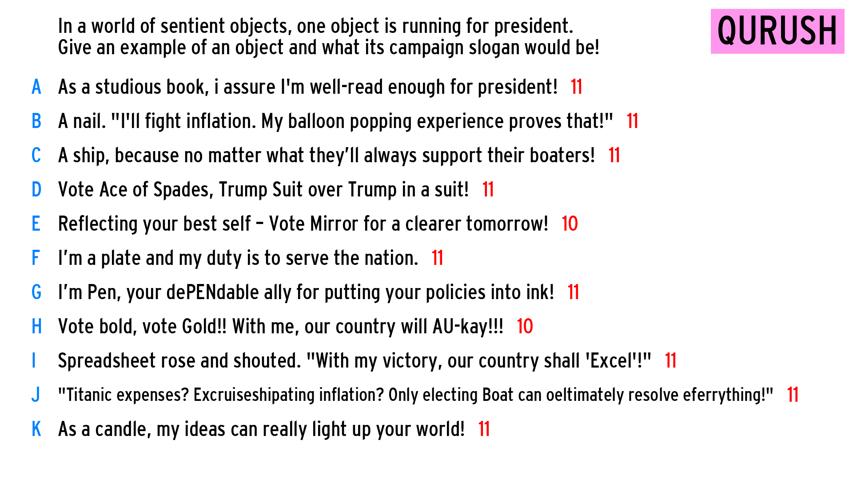 In a world of sentient objects, one object is running for president.
Give an example of an object and what its campaign slogan would be!
QURUSH
A As a studious book, i assure I'm well-read enough for president! 11
B A nail. "I'll fight inflation. My balloon popping experience proves that!" 11
C A ship, because no matter what they’ll always support their boaters! 11
D Vote Ace of Spades, Trump Suit over Trump in a suit! 11
E Reflecting your best self – Vote Mirror for a clearer tomorrow! 10
F I’m a plate and my duty is to serve the nation. 11
G I’m Pen, your dePENdable ally for putting your policies into ink! 11
H Vote bold, vote Gold!! With me, our country will AU-kay!!! 10
I Spreadsheet rose and shouted. "With my victory, our country shall 'Excel'!" 11
J "Titanic expenses? Excruiseshipating inflation? Only electing Boat can oeltimately resolve eferrything!" 11
K As a candle, my ideas can really light up your world! 11